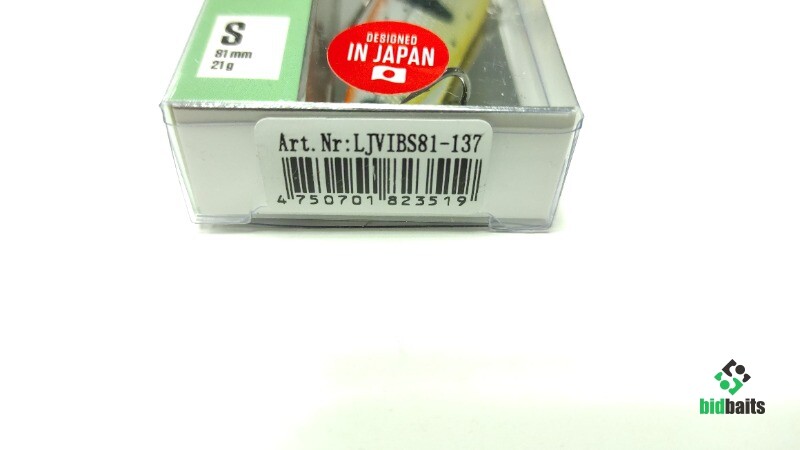 S
81 mm
21 g
DESIGNED
IN JAPAN
Art.Nr:LJVIBS81-137
4 750701 823519
bidbaits